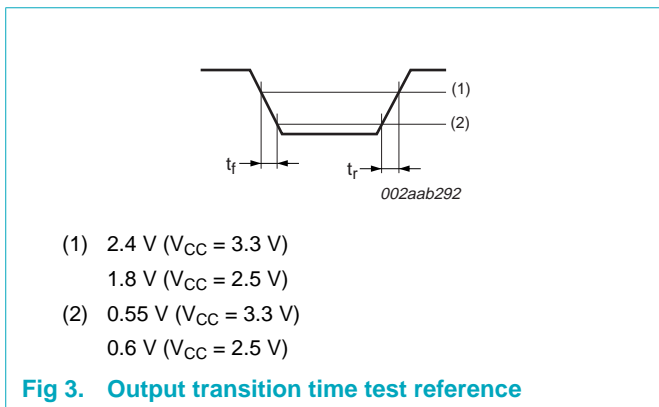 (1)
(2)
tf
tr
002aab292
(1) 2.4 V (VCC = 3.3 V)
1.8 V (VCC = 2.5 V)
(2) 0.55 V (VCC = 3.3 V)
0.6 V (VCC = 2.5 V)
Fig 3. Output transition time test reference